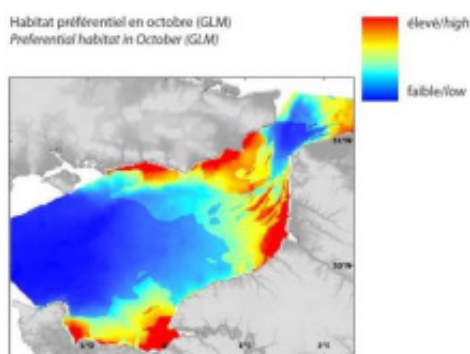 Habitat préférentiel en octobre (GLM)
Preferential habitat in October (GLM)
élevé/high
faible/low